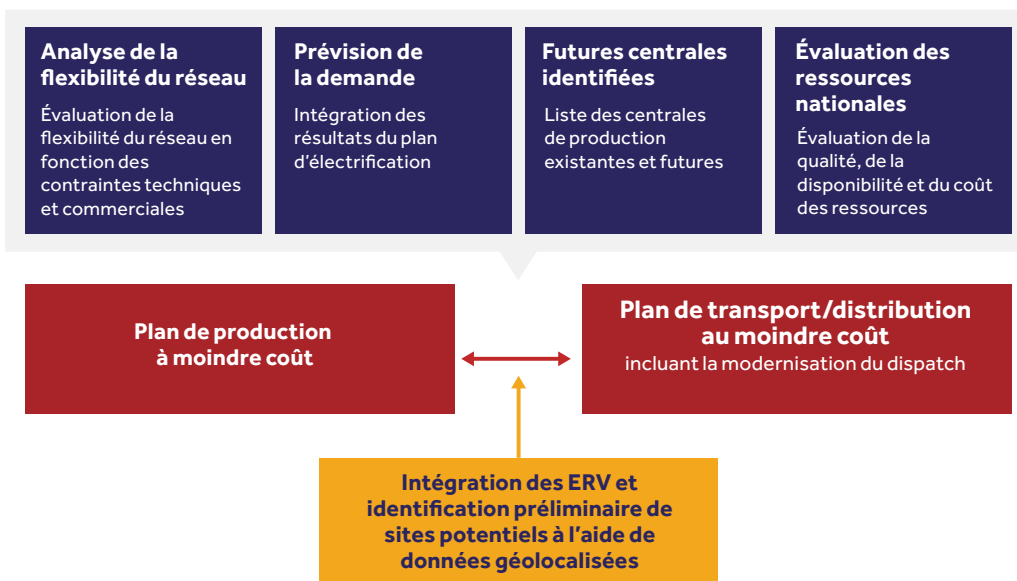 Analyse de la
flexibilité du réseau
Évaluation de la
flexibilité du réseau en
fonction des
contraintes techniques
et commerciales
Prévision de
la demande
Intégration des
résultats du plan
d’électrification
Futures centrales
identifiées
Liste des centrales
de production
existantes et futures
Évaluation des
ressources
nationales
Évaluation de la
qualité, de la
disponibilité et du coût
des ressources
Plan de production
à moindre coût
Plan de transport/distribution
au moindre coût
incluant la modernisation du dispatch
Intégration des ERV et
identification préliminaire de
sites potentiels à l’aide de
données géolocalisées